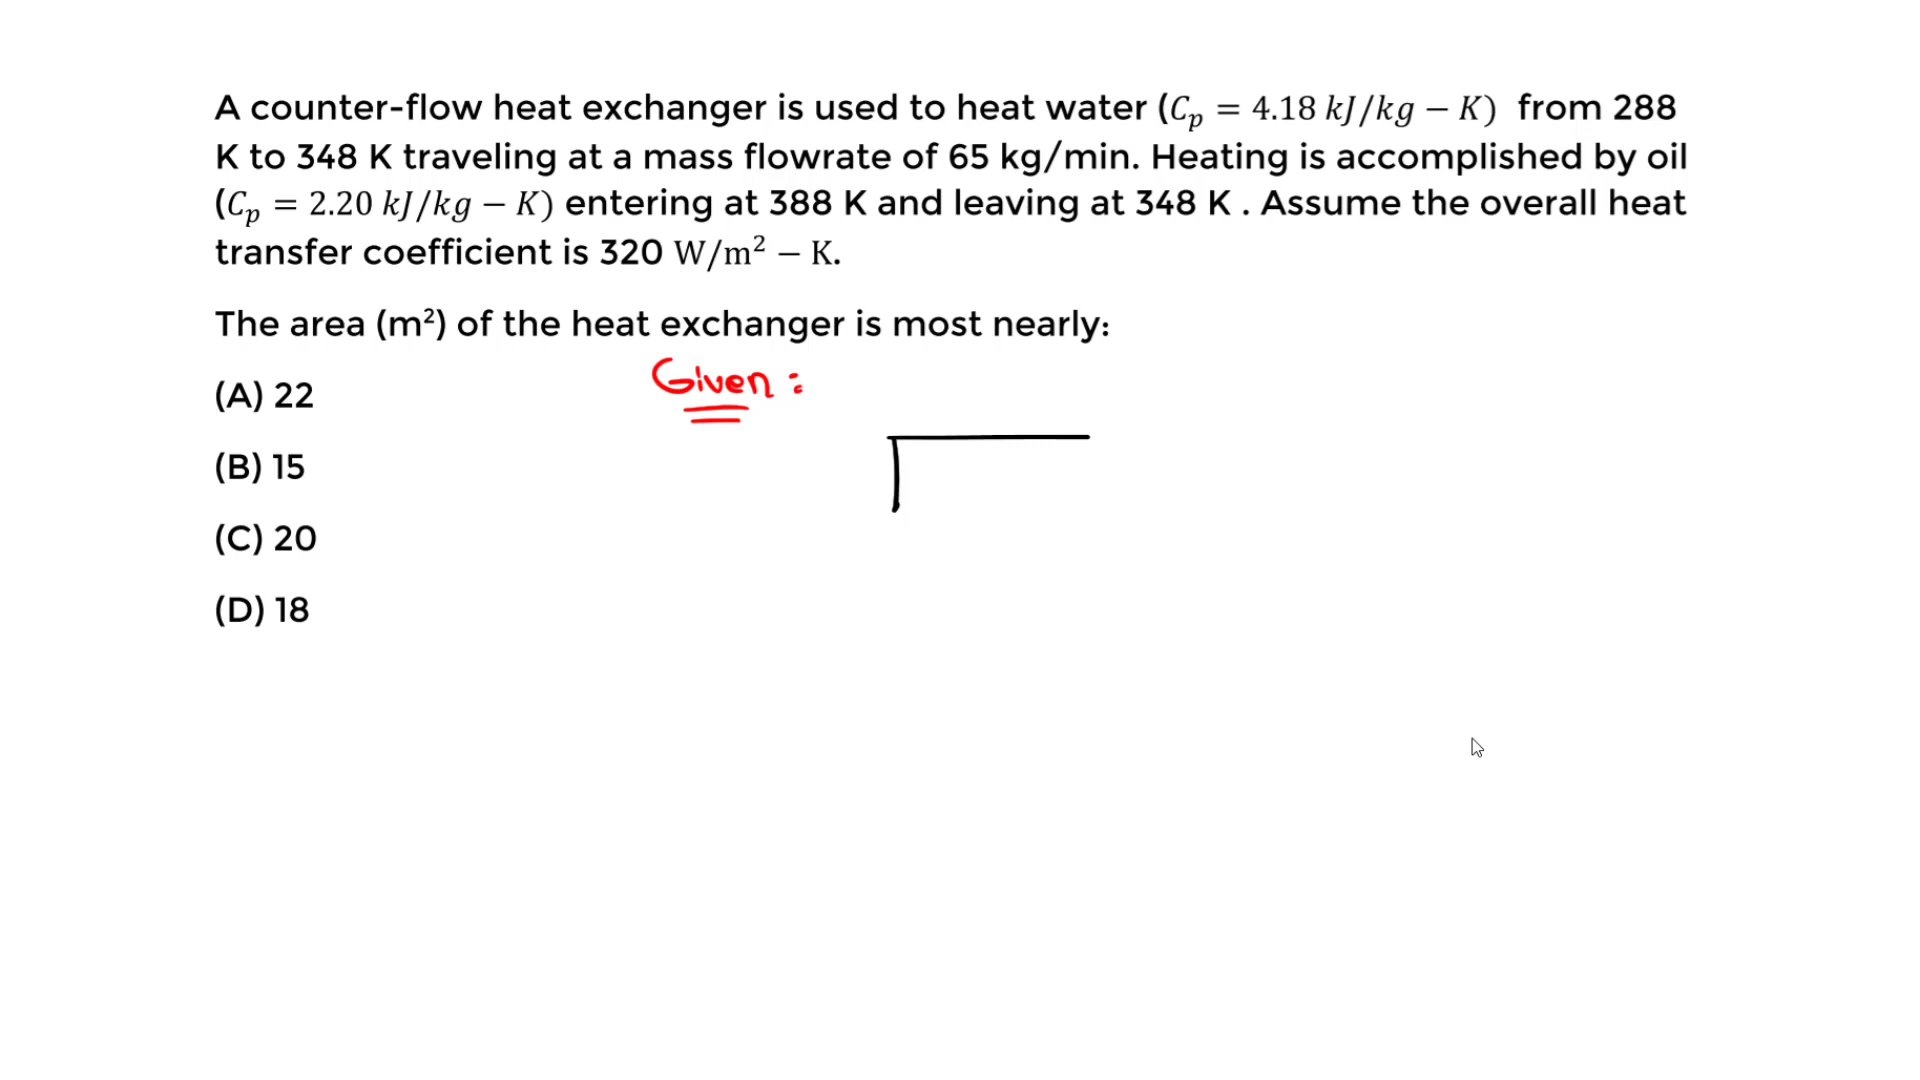 A counter-flow heat exchanger is used to heat water (Cₚ = 4.18 kJ/kg − K) from 288
K to 348 K traveling at a mass flowrate of 65 kg/min. Heating is accomplished by oil
(Cₚ = 2.20 kJ/kg − K) entering at 388 K and leaving at 348 K . Assume the overall heat
transfer coefficient is 320 W/m² − K.
The area (m²) of the heat exchanger is most nearly:
Given :
(A) 22
(B) 15
(C) 20
(D) 18